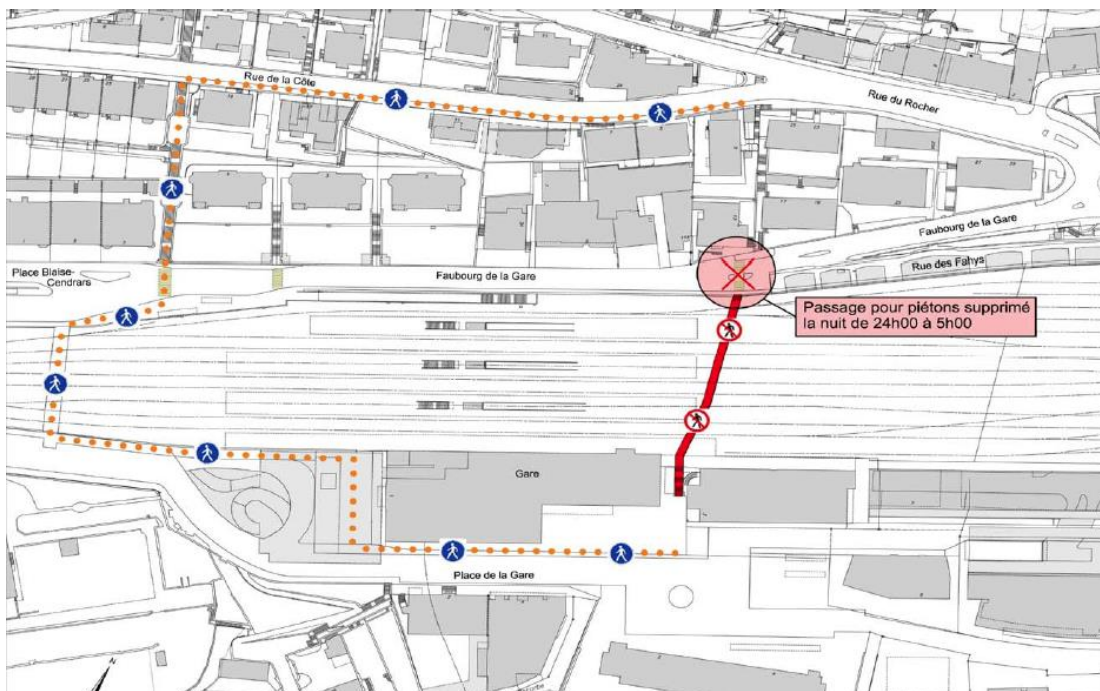 Rue de la Côte
Rue du Rocher
Faubourg de la Gare
Place Blaise-
Cendrars
Faubourg de la Gare
Rue des Fahys
Passage pour piétons supprimé
la nuit de 24h00 à 5h00
Gare
Place de la Gare
N